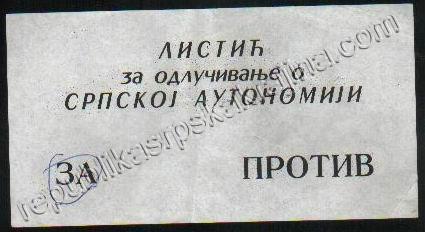 ЛИСТИЋ
за одлучивање о
СРПСКОЈ АУТОНОМИЈИ
ЗА ПРОТИВ
republikasrpskakrajina.com